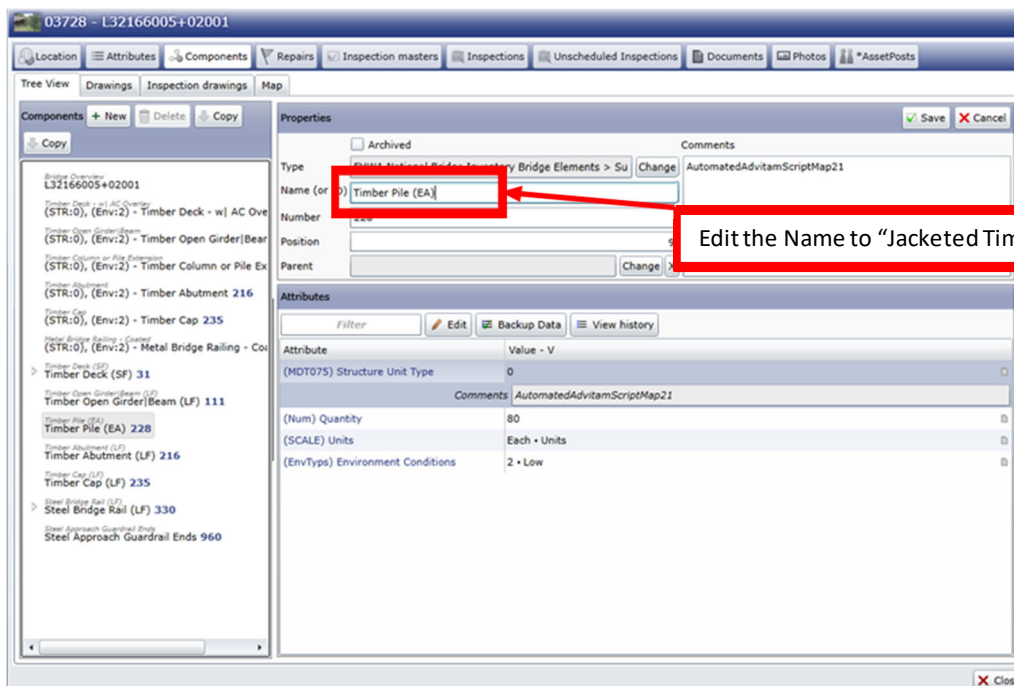 03728 - L32166005+02001
Location Attributes Components Repairs Inspection masters Inspections Unscheduled Inspections Documents Photos *AssetPosts
Tree View Drawings Inspection drawings Map
Components + New Delete Copy
Copy
Bridge Overview
L32166005+02001
Timber Deck - w| AC Overlay
(STR:0), (Env:2) - Timber Deck - w| AC Ove
Timber Open Girder|Beam
(STR:0), (Env:2) - Timber Open Girder|Bear
Timber Column or Pile Extension
(STR:0), (Env:2) - Timber Column or Pile Ex
Timber Abutment
(STR:0), (Env:2) - Timber Abutment 216
Timber Cap
(STR:0), (Env:2) - Timber Cap 235
Metal Bridge Railing - Coated
(STR:0), (Env:2) - Metal Bridge Railing - Coa
Timber Deck (SF)
Timber Deck (SF) 31
Timber Open Girder|Beam (LF)
Timber Open Girder|Beam (LF) 111
Timber Pile (EA)
Timber Pile (EA) 228
Timber Abutment (LF)
Timber Abutment (LF) 216
Timber Cap (LF)
Timber Cap (LF) 235
Steel Bridge Rail (LF)
Steel Bridge Rail (LF) 330
Steel Approach Guardrail Ends
Steel Approach Guardrail Ends 960
Properties Save X Cancel
Archived Comments
Type Bridge Elements > Su Change AutomatedAdvitamScriptMap21
Name (or Timber Pile (EA)
Number
Position 9
Parent Change X
Edit the Name to “Jacketed Tim
Attributes
Filter Edit Backup Data View history
Attribute Value - V
(MDT075) Structure Unit Type 0
Comments AutomatedAdvitamScriptMap21
(Num) Quantity 80
(SCALE) Units Each • Units
(EnvTyps) Environment Conditions 2 • Low
X Clos